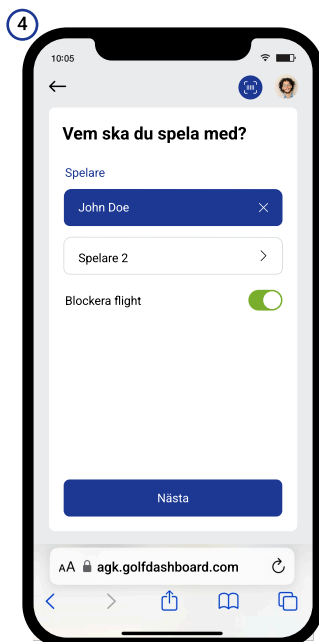 4
10:05
Vem ska du spela med?
Spelare
John Doe
Spelare 2
Blockera flight
Nästa
AA agk.golfdashboard.com